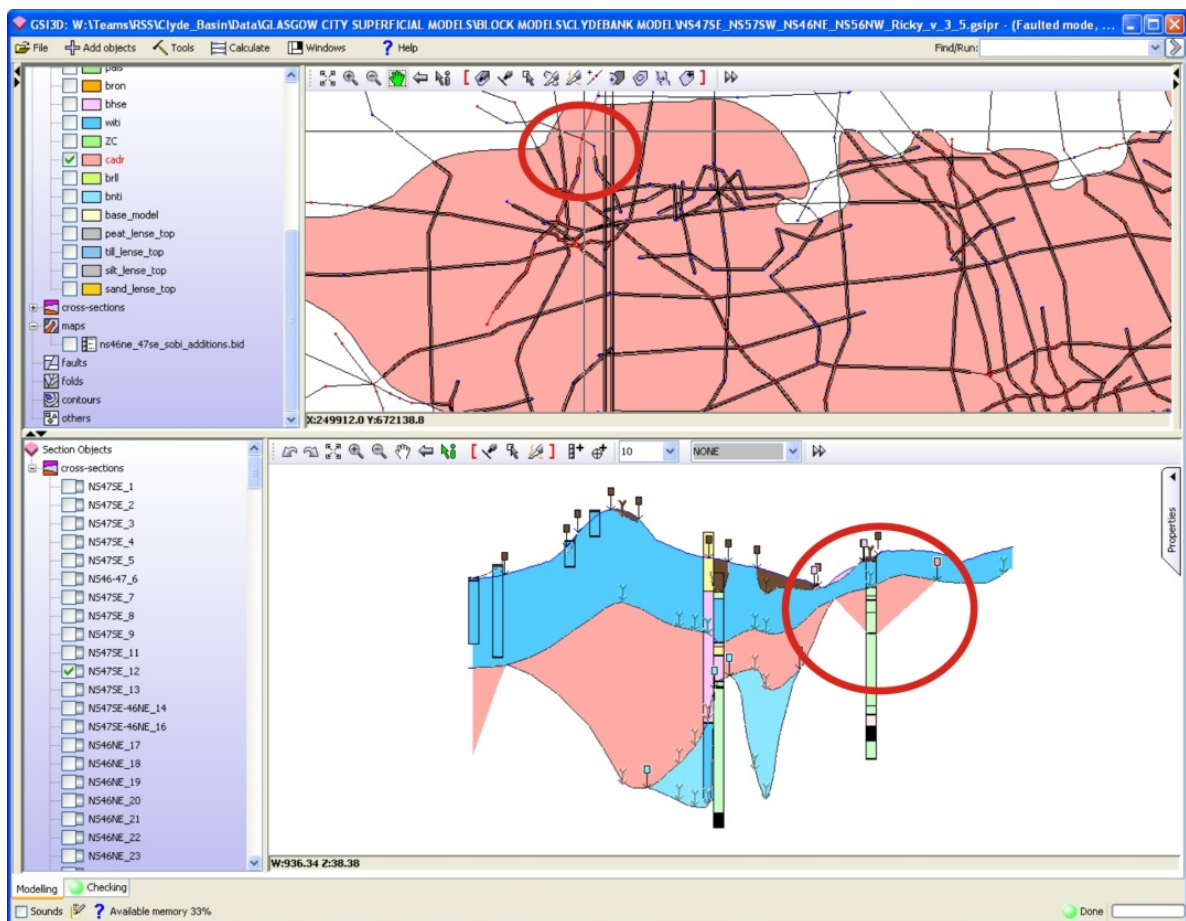 GSI3D: W:\Teams\RSS\Clyde_Basin\Data\GLASGOW CITY SUPERFICIAL MODELS\BLOCK MODELS\CLYDEBANK MODEL\NS47SE_NS57SW_NS46NE_NS56NW_Ricky_v_3_5.gsipr - (Faulted mode, ...
File Add objects Tools Calculate Windows ? Help Find/Run:
bron
bhse
witi
ZC
cadr
brll
bnti
base_model
peat_lense_top
till_lense_top
silt_lense_top
sand_lense_top
cross-sections
maps
ns46ne_47se_sobi_additions.bid
faults
folds
contours
others
X:249912.0 Y:672138.8
Section Objects
cross-sections
NS47SE_1
NS47SE_2
NS47SE_3
NS47SE_4
NS47SE_5
NS46-47_6
NS47SE_7
NS47SE_8
NS47SE_9
NS47SE_11
NS47SE_12
NS47SE_13
NS47SE-46NE_14
NS47SE-46NE_16
NS46NE_17
NS46NE_18
NS46NE_19
NS46NE_20
NS46NE_21
NS46NE_22
NS46NE_23
10 NONE
Properties
W:936.34 Z:38.38
Modelling Checking
Sounds ? Available memory 33% Done